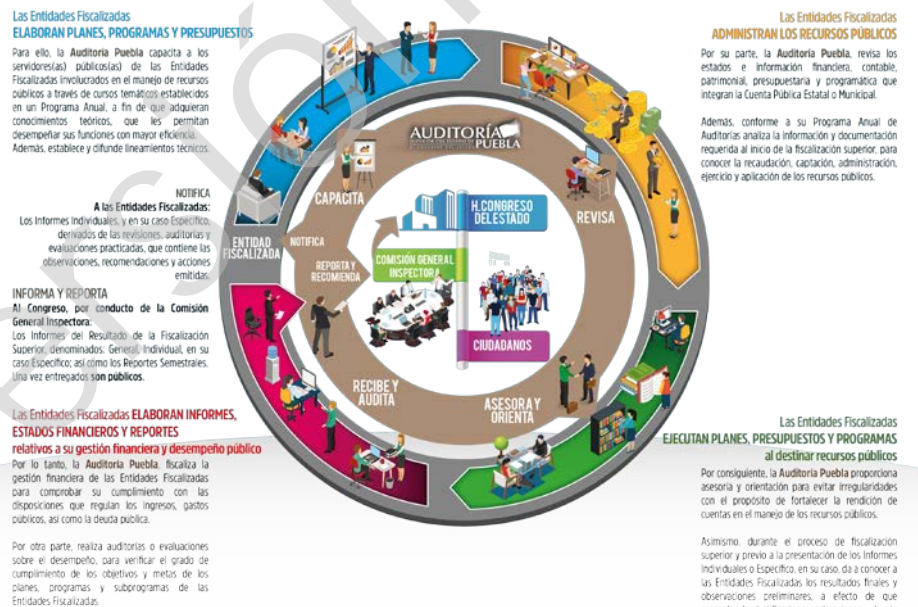 Las Entidades Fiscalizadas
ELABORAN PLANES, PROGRAMAS Y PRESUPUESTOS
Para ello, la Auditoría Puebla capacita a los
servidores(as) públicos(as) de las Entidades
Fiscalizadas involucrados en el manejo de recursos
públicos a través de cursos temáticos establecidos
en un Programa Anual, a fin de que adquieran
conocimientos teóricos, que les permitan
desempeñar sus funciones con mayor eficiencia.
Además, establece y difunde lineamientos técnicos.
NOTIFICA
A las Entidades Fiscalizadas:
Los Informes Individuales, y en su caso Específico,
derivados de las revisiones, auditorías y
evaluaciones practicadas, que contiene las
observaciones, recomendaciones y acciones
emitidas.
INFORMA Y REPORTA
Al Congreso, por conducto de la Comisión
General Inspectora:
Los Informes del Resultado de la Fiscalización
Superior, denominados: General, Individual, en su
caso Específico; así como los Reportes Semestrales.
Una vez entregados son públicos.
Las Entidades Fiscalizadas ELABORAN INFORMES,
ESTADOS FINANCIEROS Y REPORTES
relativos a su gestión financiera y desempeño público
Por lo tanto, la Auditoría Puebla, fiscaliza la
gestión financiera de las Entidades Fiscalizadas
para comprobar su cumplimiento con las
disposiciones que regulan los ingresos, gastos
públicos, así como la deuda pública.
Por otra parte, realiza auditorías o evaluaciones
sobre el desempeño, para verificar el grado de
cumplimiento de los objetivos y metas de los
planes, programas y subprogramas de las
Entidades Fiscalizadas.
AUDITORÍA
PUEBLA
CAPACITA
H. CONGRESO
DEL ESTADO
REVISA
ENTIDAD
FISCALIZADA
NOTIFICA
REPORTA Y
RECOMIENDA
COMISIÓN GENERAL
INSPECTORA
CIUDADANOS
RECIBE Y
AUDITA
ASESORA Y
ORIENTA
Las Entidades Fiscalizadas
ADMINISTRAN LOS RECURSOS PÚBLICOS
Por su parte, la Auditoría Puebla, revisa los
estados e información financiera, contable,
patrimonial, presupuestaria y programática que
integran la Cuenta Pública Estatal o Municipal.
Además, conforme a su Programa Anual de
Auditorías analiza la información y documentación
requerida al inicio de la fiscalización superior, para
conocer la recaudación, captación, administración,
ejercicio y aplicación de los recursos públicos.
Las Entidades Fiscalizadas
EJECUTAN PLANES, PRESUPUESTOS Y PROGRAMAS
al destinar recursos públicos
Por consiguiente, la Auditoría Puebla proporciona
asesoría y orientación para evitar irregularidades
con el propósito de fortalecer la rendición de
cuentas en el manejo de los recursos públicos.
Asimismo, durante el proceso de fiscalización
superior y previo a la presentación de los Informes
Individuales o Específico, en su caso, da a conocer a
las Entidades Fiscalizadas los resultados finales y
observaciones preliminares, a efecto de que